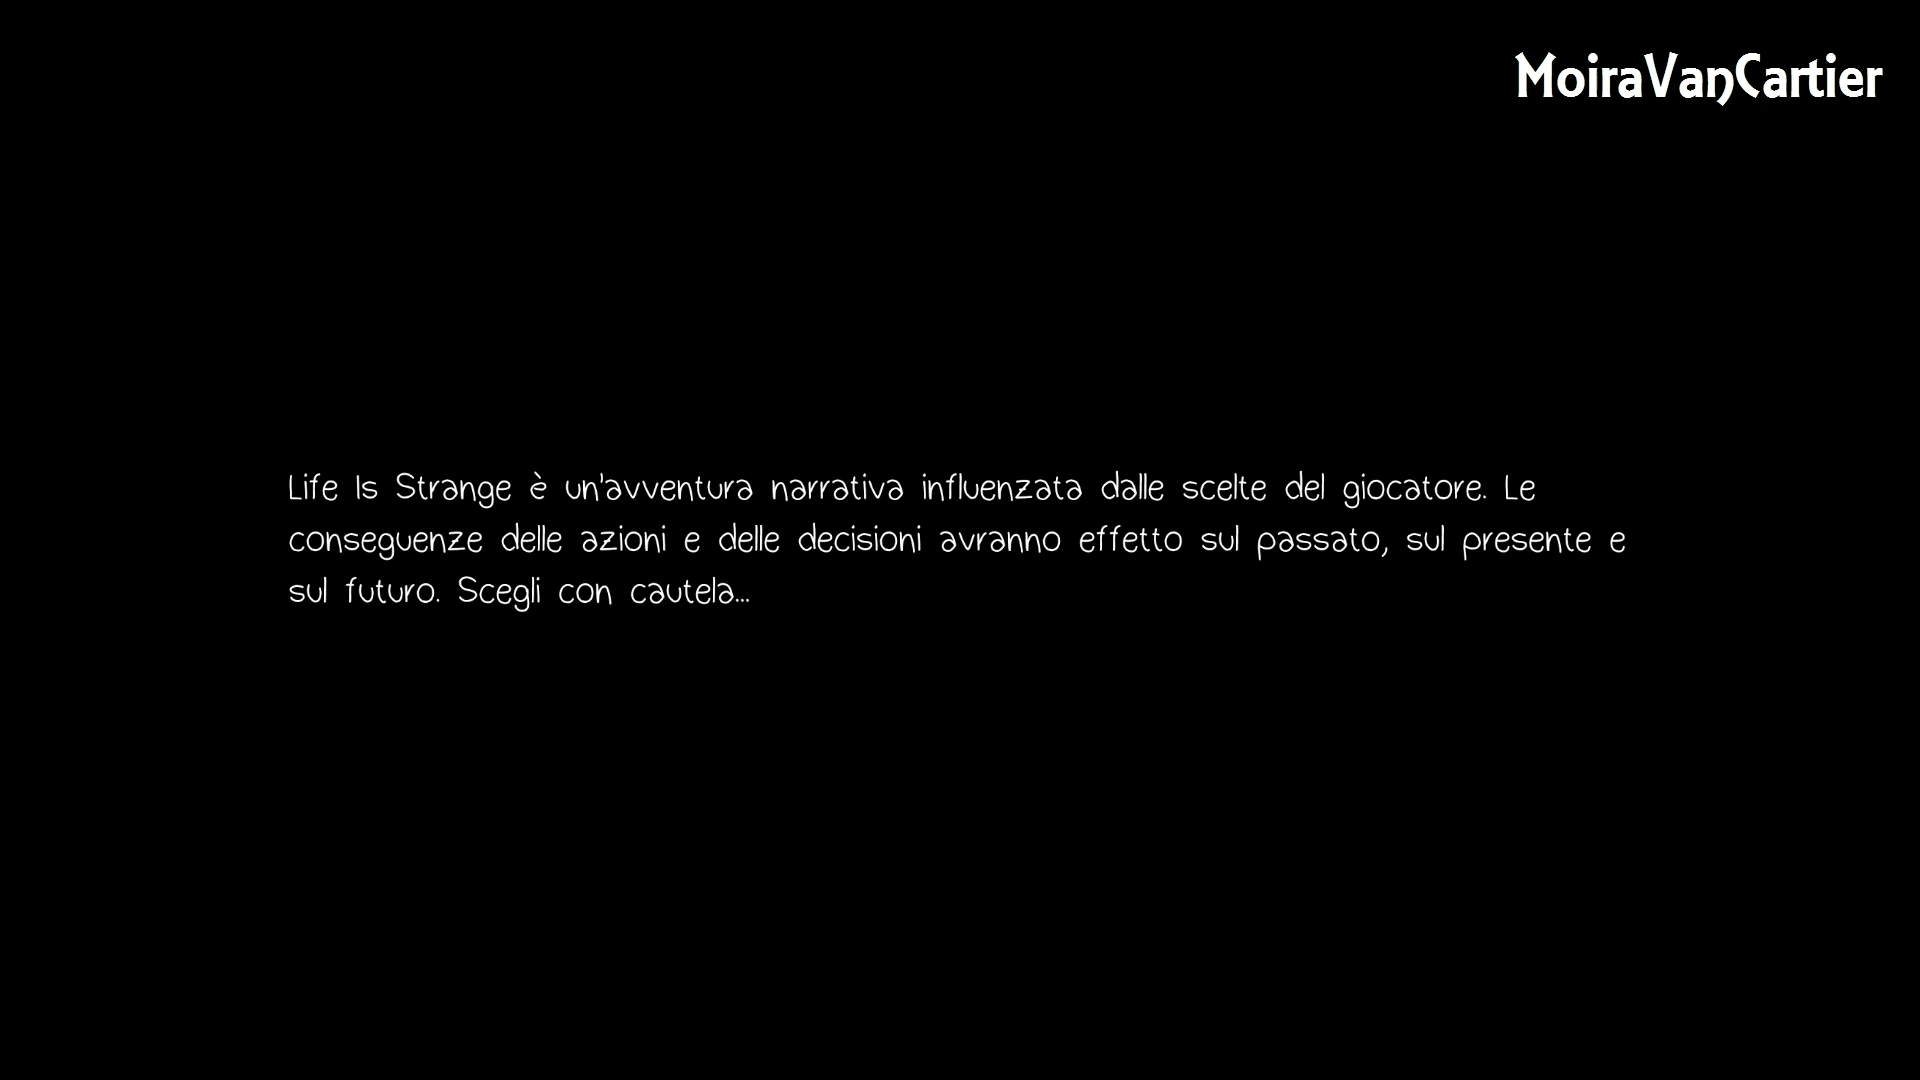 MoiraVanCartier
Life Is Strange è un'avventura narrativa influenzata dalle scelte del giocatore. Le
conseguenze delle azioni e delle decisioni avranno effetto sul passato, sul presente e
sul futuro. Scegli con cautela...